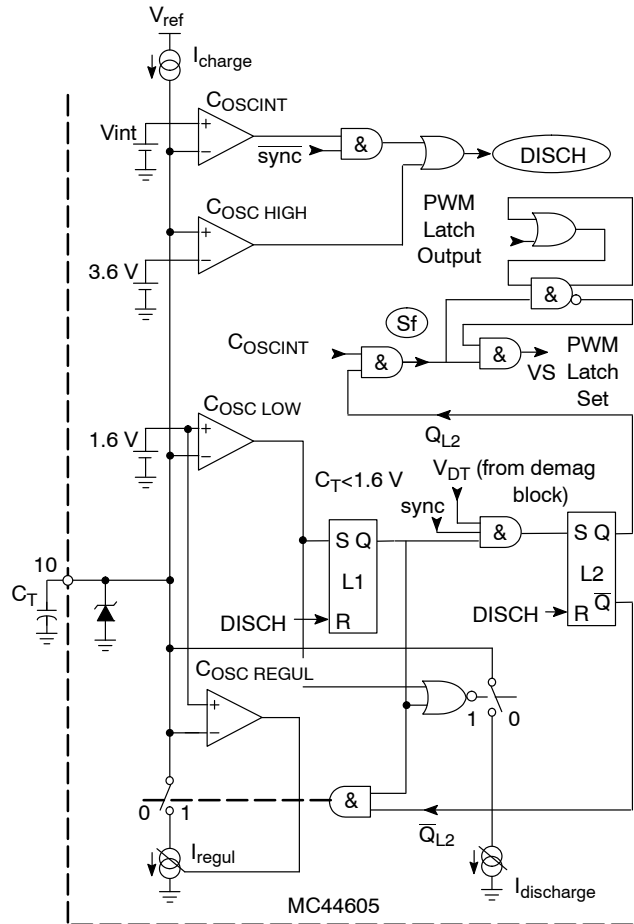 Vref
Icharge
COSCINT
Vint
+
−
sync
&
DISCH
COSC HIGH
PWM
Latch
Output
+
−
3.6 V
&
Sf
COSCINT
&
&
VS
PWM
Latch
Set
COSC LOW
QL2
1.6 V
+
−
CT<1.6 V
VDT (from demag
block)
sync
&
S Q
L1
R
S Q
L2
Q
R
10
CT
DISCH
DISCH
COSC REGUL
+
−
1
0
0
1
&
QL2
Iregul
Idischarge
MC44605